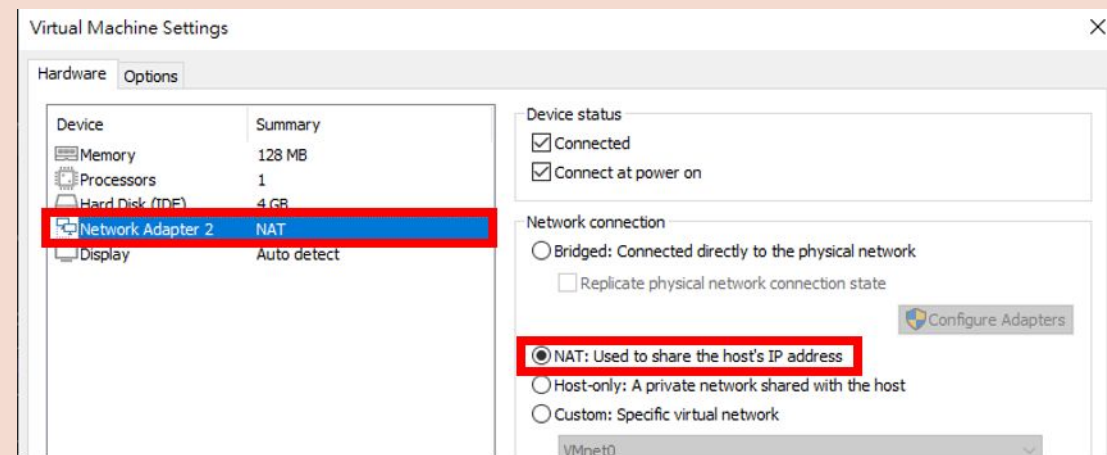 Virtual Machine Settings
Hardware Options
Device Summary
Memory 128 MB
Processors 1
Hard Disk (IDE) 4 GB
Network Adapter 2 NAT
Display Auto detect
Device status
Connected
Connect at power on
Network connection
Bridged: Connected directly to the physical network
Replicate physical network connection state
Configure Adapters
NAT: Used to share the host's IP address
Host-only: A private network shared with the host
Custom: Specific virtual network
VMnet0